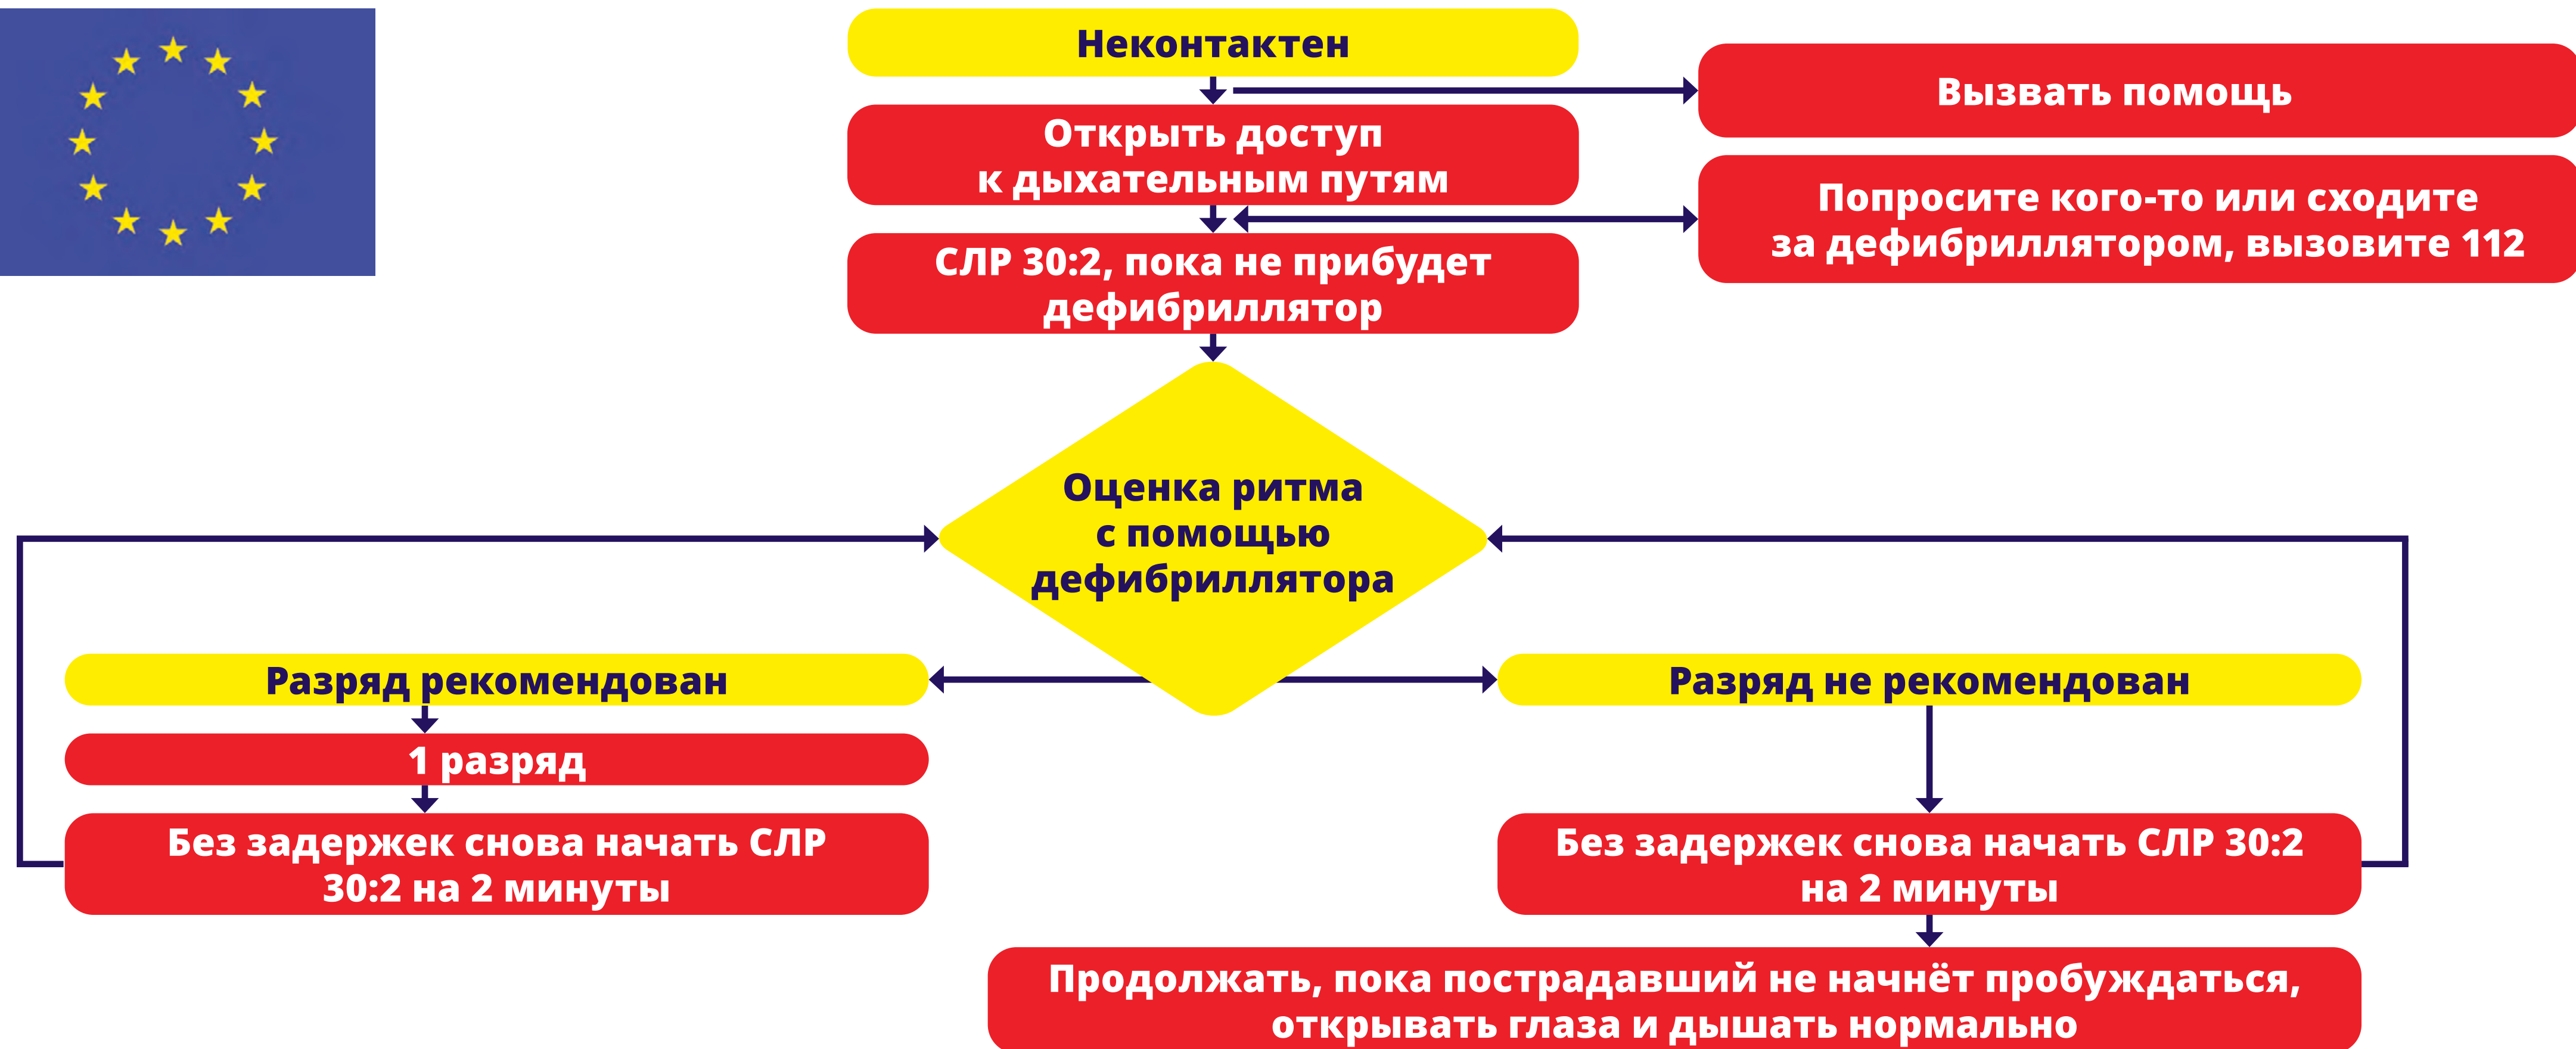 Неконтактен
Вызвать помощь
Открыть доступ
к дыхательным путям
Попросите кого-то или сходите
за дефибриллятором, вызовите 112
СЛР 30:2, пока не прибудет
дефибриллятор
Оценка ритма
с помощью
дефибриллятора
Разряд рекомендован
1 разряд
Без задержек снова начать СЛР
30:2 на 2 минуты
Разряд не рекомендован
Без задержек снова начать СЛР 30:2
на 2 минуты
Продолжать, пока пострадавший не начнёт пробуждаться,
открывать глаза и дышать нормально